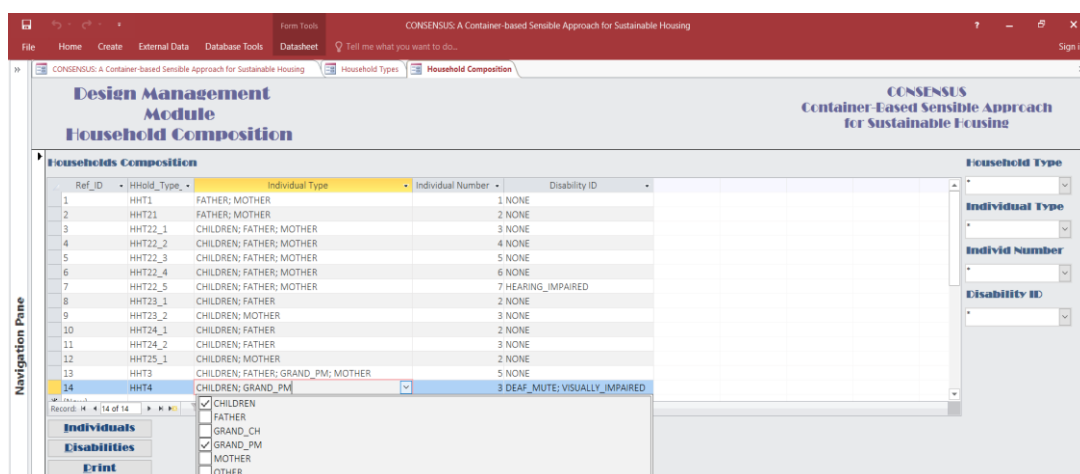 Form Tools
CONSENSUS: A Container-based Sensible Approach for Sustainable Housing
?
File Home Create External Data Database Tools Datasheet Tell me what you want to do...
CONSENSUS: A Container-based Sensible Approach for Sustainable Housing Household Types Household Composition
Design Management
Module
Household Composition
CONSENSUS
Container-Based Sensible Approach
for Sustainable Housing
Households Composition
Ref_ID HHold_Type_ Individual Type Individual Number Disability ID
1 HHT1 FATHER; MOTHER 1 NONE
2 HHT21 FATHER; MOTHER 2 NONE
3 HHT22_1 CHILDREN; FATHER; MOTHER 3 NONE
4 HHT22_2 CHILDREN; FATHER; MOTHER 4 NONE
5 HHT22_3 CHILDREN; FATHER; MOTHER 5 NONE
6 HHT22_4 CHILDREN; FATHER; MOTHER 6 NONE
7 HHT22_5 CHILDREN; FATHER; MOTHER 7 HEARING_IMPAIRED
8 HHT23_1 CHILDREN; FATHER 2 NONE
9 HHT23_2 CHILDREN; MOTHER 3 NONE
10 HHT24_1 CHILDREN; FATHER 2 NONE
11 HHT24_2 CHILDREN; FATHER 3 NONE
12 HHT25_1 CHILDREN; MOTHER 2 NONE
13 HHT3 CHILDREN; FATHER; GRAND_PM; MOTHER 5 NONE
14 HHT4 CHILDREN; GRAND_PM 3 DEAF_MUTE; VISUALLY_IMPAIRED
Record: 14 of 14
CHILDREN
FATHER
GRAND_CH
GRAND_PM
MOTHER
OTHER
Individuals
Disabilities
Print
Household Type
*
Individual Type
*
Individ Number
*
Disability ID
*
Navigation Pane